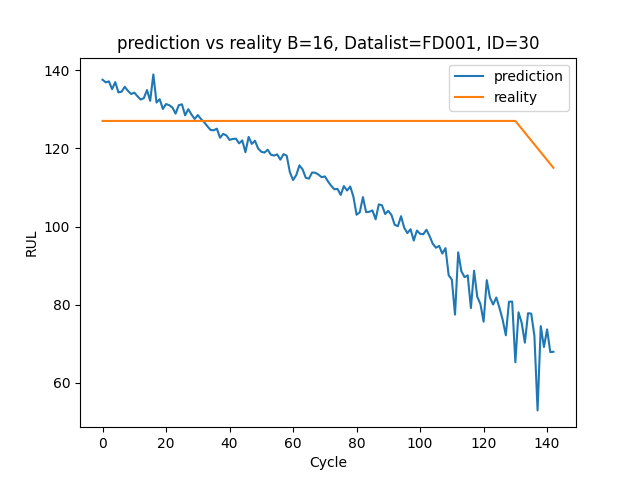 prediction vs reality B=16, Datalist=FD001, ID=30
prediction
reality
140
120
100
80
60
RUL
0 20 40 60 80 100 120 140
Cycle